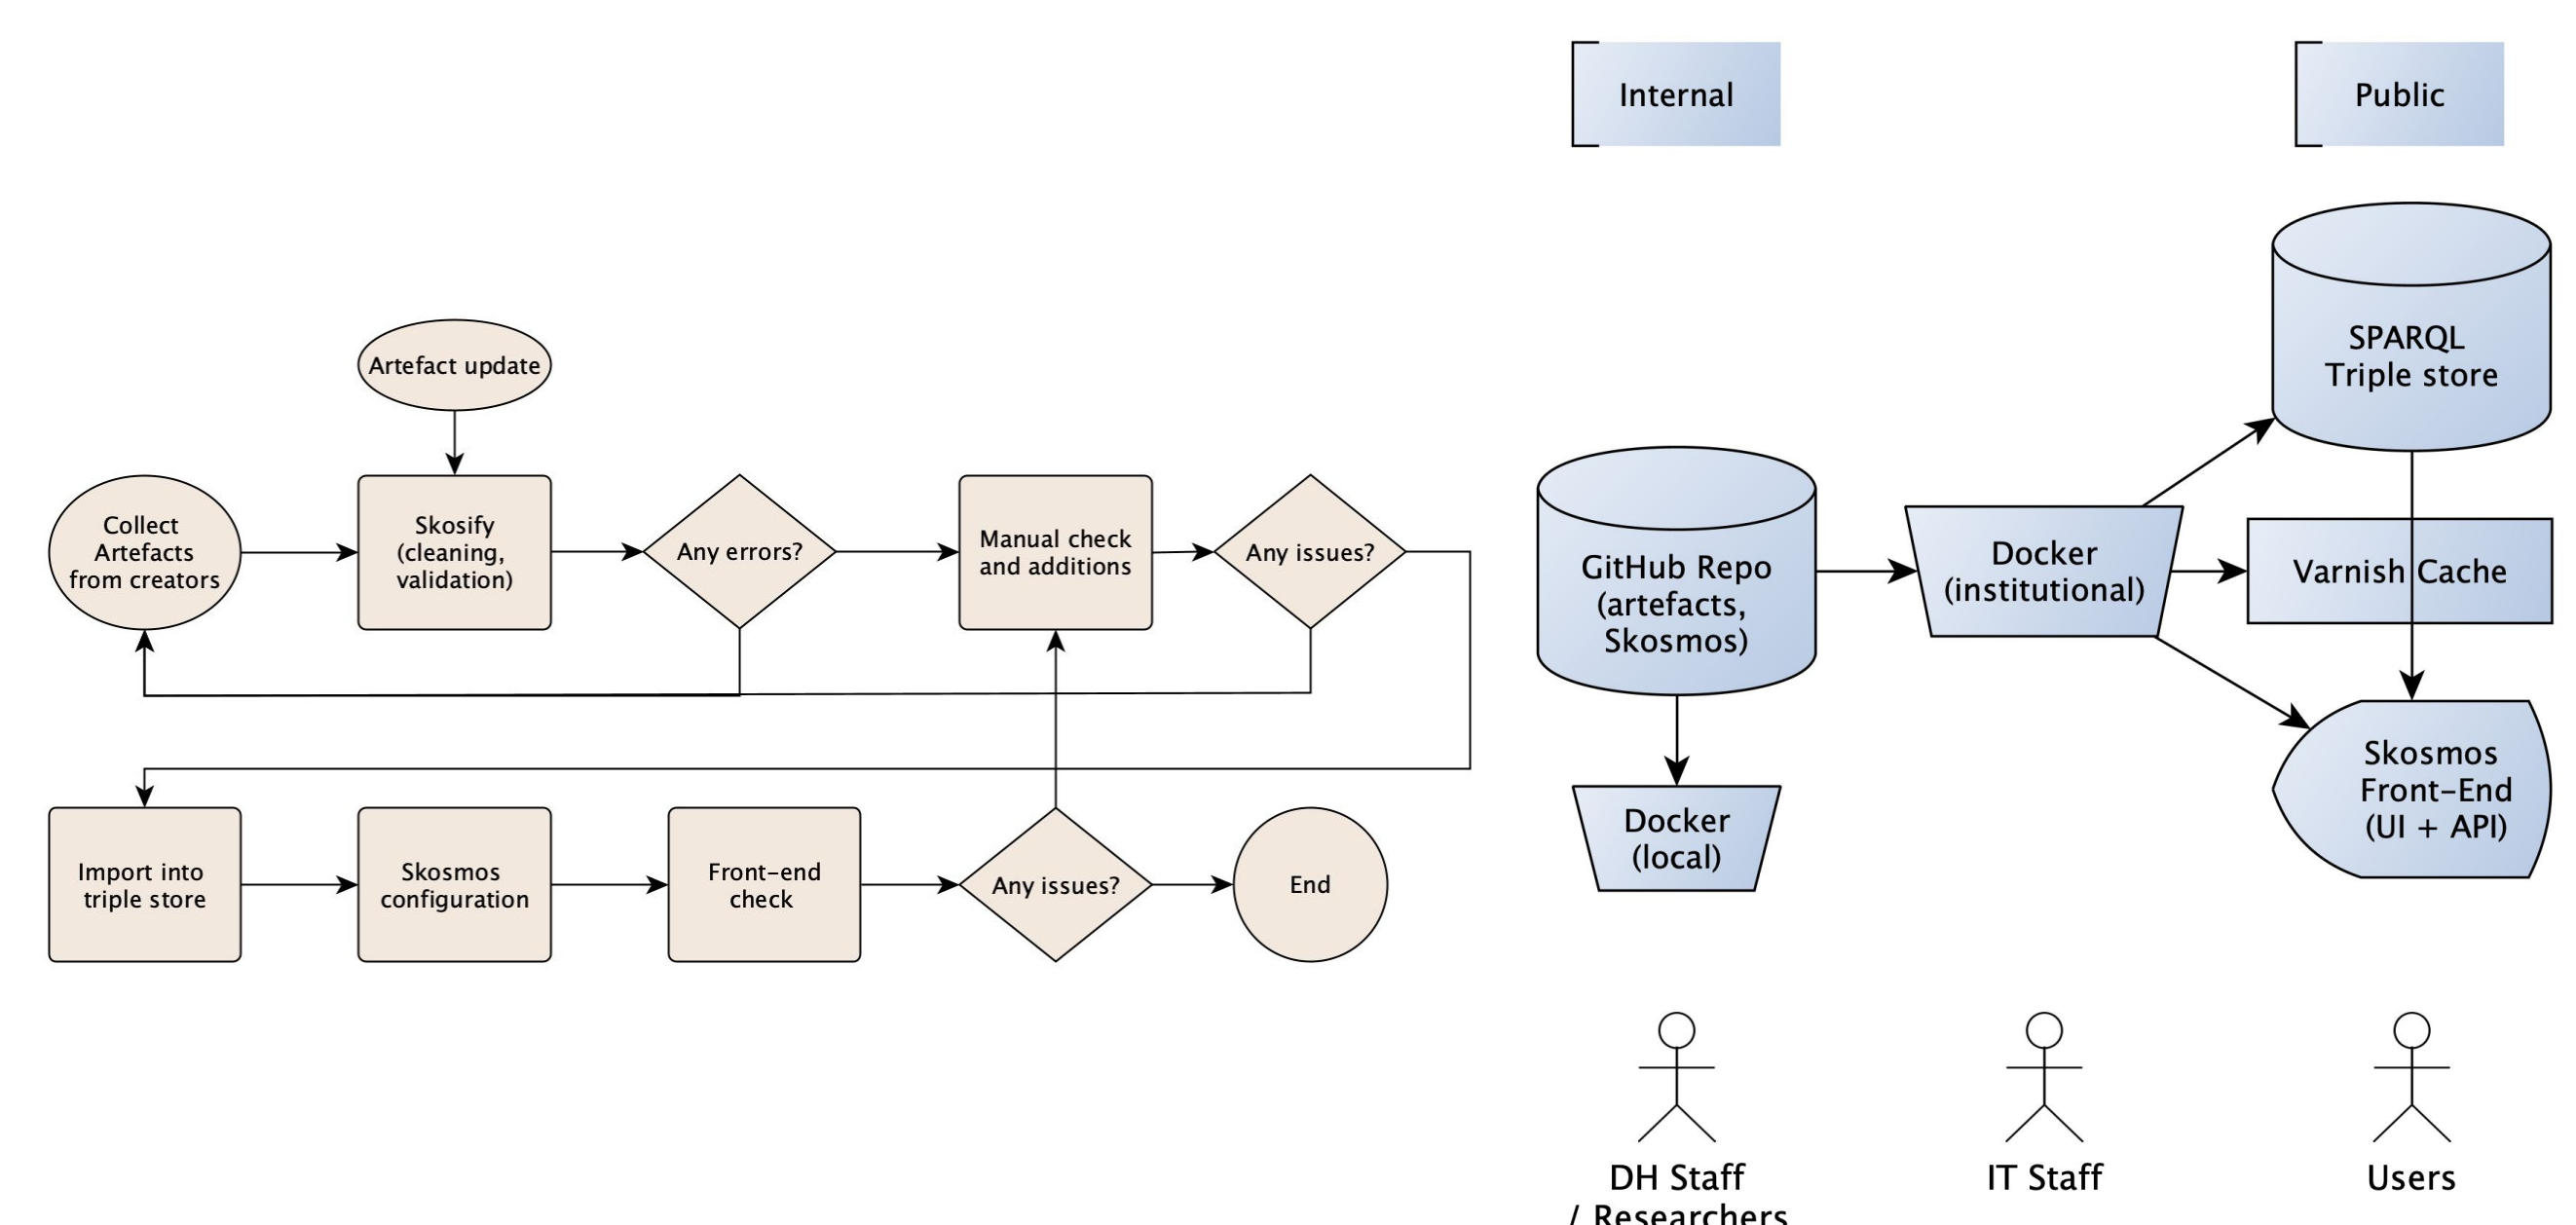 Artefact update
Collect
Artefacts
from creators
Skosify
(cleaning,
validation)
Any errors?
Manual check
and additions
Any issues?
Import into
triple store
Skosmos
configuration
Front-end
check
Any issues?
End
Internal
Public
SPARQL
Triple store
GitHub Repo
(artefacts,
Skosmos)
Docker
(institutional)
Varnish Cache
Docker
(local)
Skosmos
Front-End
(UI + API)
DH Staff
/ Researchers
IT Staff
Users